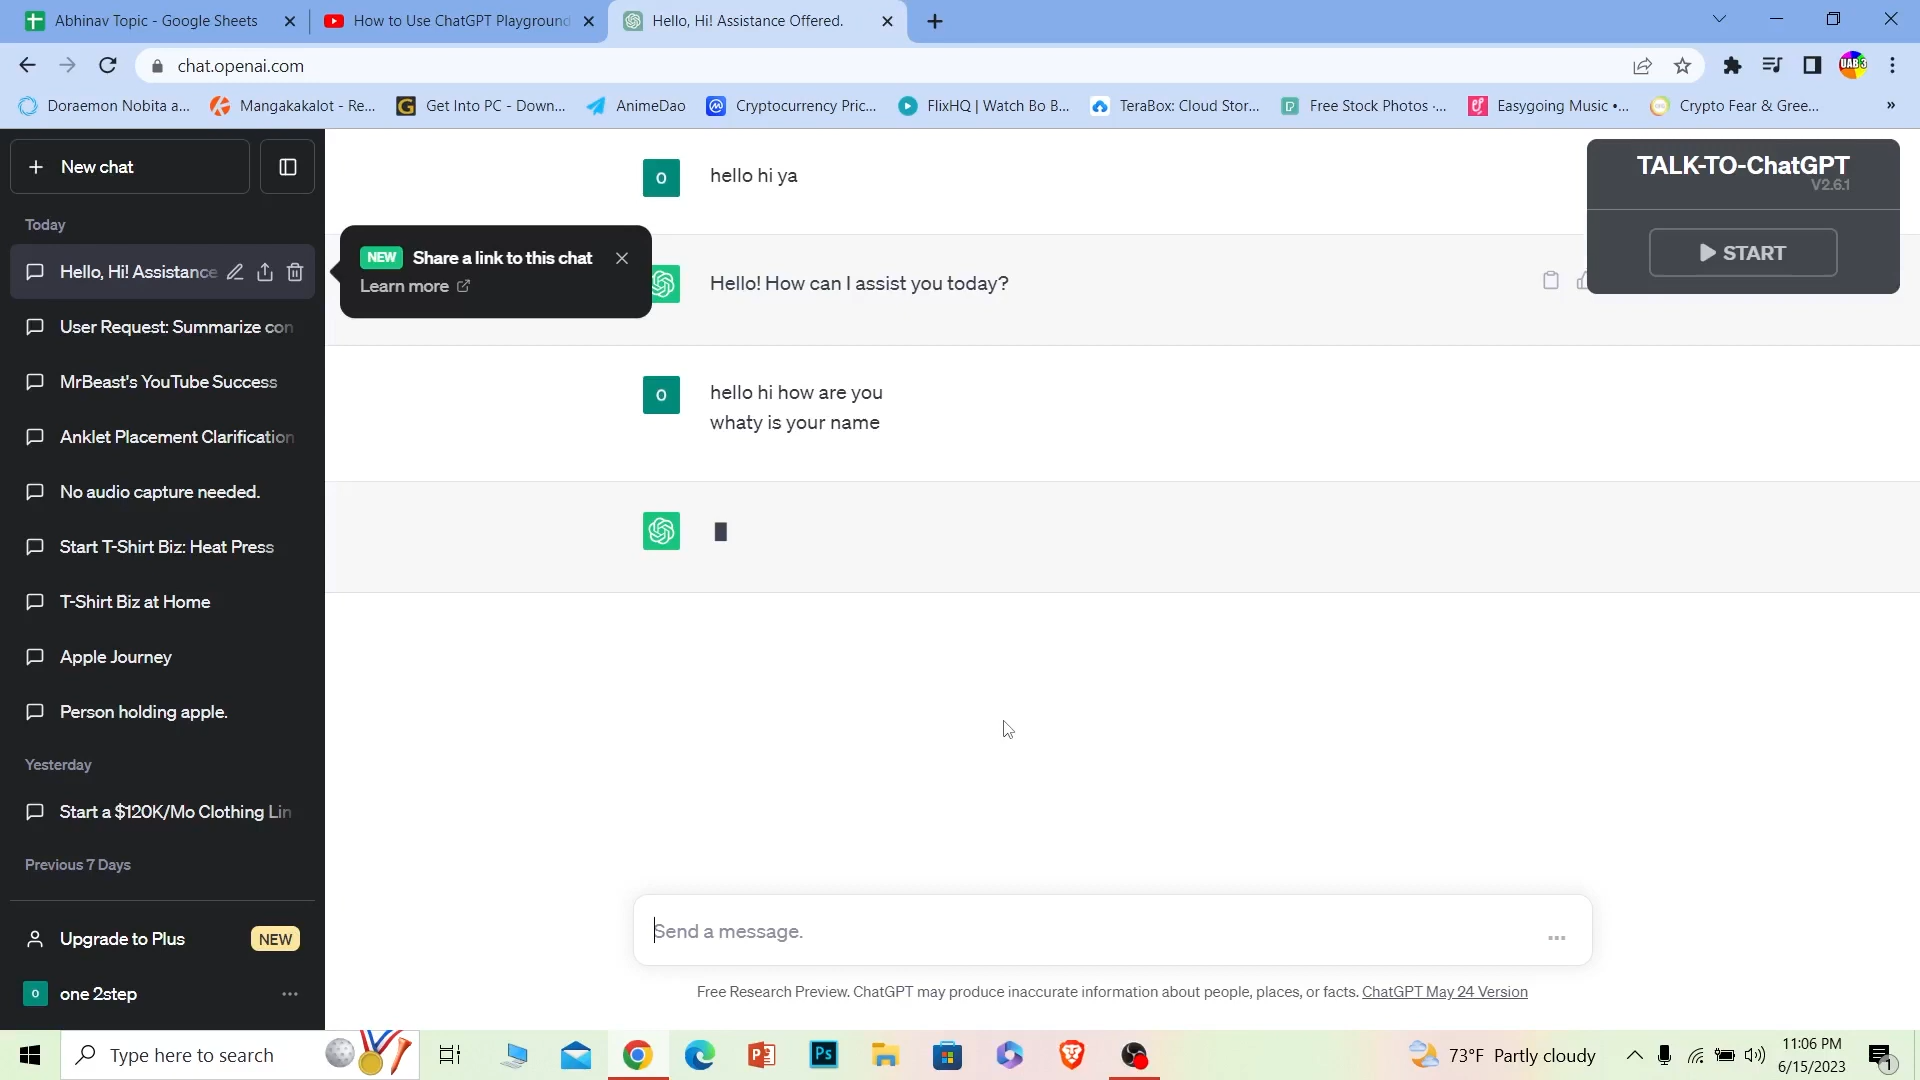 Abhinav Topic - Google Sheets
How to Use ChatGPT Playground
Hello, Hi! Assistance Offered.
chat.openai.com
UAB 3
Doraemon Nobita a...
Mangakakalot - Re...
Get Into PC - Down...
AnimeDao
Cryptocurrency Pric...
FlixHQ | Watch Bo B...
TeraBox: Cloud Stor...
Free Stock Photos ·...
Easygoing Music •...
Crypto Fear & Gree...
»
+ New chat
Today
Hello, Hi! Assistance
User Request: Summarize con
MrBeast's YouTube Success
Anklet Placement Clarification
No audio capture needed.
Start T-Shirt Biz: Heat Press
T-Shirt Biz at Home
Apple Journey
Person holding apple.
Yesterday
Start a $120K/Mo Clothing Lin
Previous 7 Days
Upgrade to Plus NEW
o one 2step ...
NEW Share a link to this chat
Learn more
o hello hi ya
Hello! How can I assist you today?
o hello hi how are you
whaty is your name
TALK-TO-ChatGPT
V2.6.1
START
Send a message.
...
Free Research Preview. ChatGPT may produce inaccurate information about people, places, or facts. ChatGPT May 24 Version
Type here to search
Ps
73°F Partly cloudy
11:06 PM
6/15/2023
1